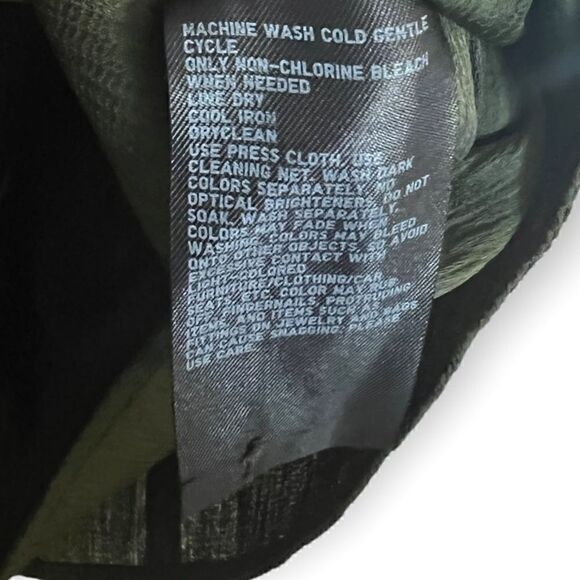 MACHINE WASH COLD GENTLE
CYCLE
ONLY NON-CHLORINE BLEACH
WHEN NEEDED
LINE DRY
COOL IRON
DRYCLEAN
USE PRESS CLOTH, USE
CLEANING NET, WASH DARK
COLORS SEPARATELY, NO
OPTICAL BRIGHTENERS, DO NOT
SOAK, WASH SEPARATELY.
COLORS MAY FADE WHEN
WASHING, COLORS MAY BLEED
ONTO OTHER OBJECTS, SO AVOID
CONTACT WITH
LIGHT-COLORED
FURNITURE/CLOTHING/CAR
SEATS, ETC. COLOR MAY RUB
OFF. FINGERNAILS, PROTRUDING
ITEMS, AND ITEMS SUCH AS
FITTINGS ON JEWELRY AND BAGS
CAN CAUSE SNAGGING. PLEASE
USE CARE.